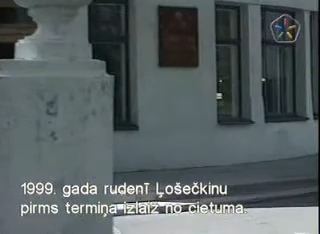 1999. gada rudenī Ļošečkinu
pirms termiņa izlaiž no cietuma.